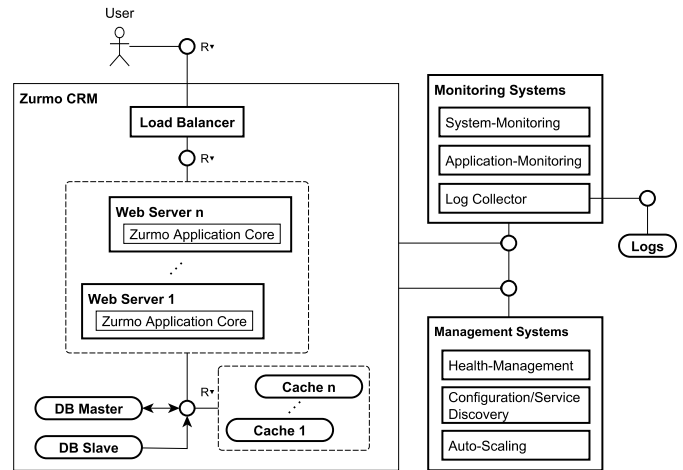 User
R▾
Zurmo CRM
Load Balancer
R▾
Web Server n
Zurmo Application Core
Web Server 1
Zurmo Application Core
R▾
DB Master
DB Slave
Cache n
Cache 1
Monitoring Systems
System-Monitoring
Application-Monitoring
Log Collector
Logs
Management Systems
Health-Management
Configuration/Service
Discovery
Auto-Scaling